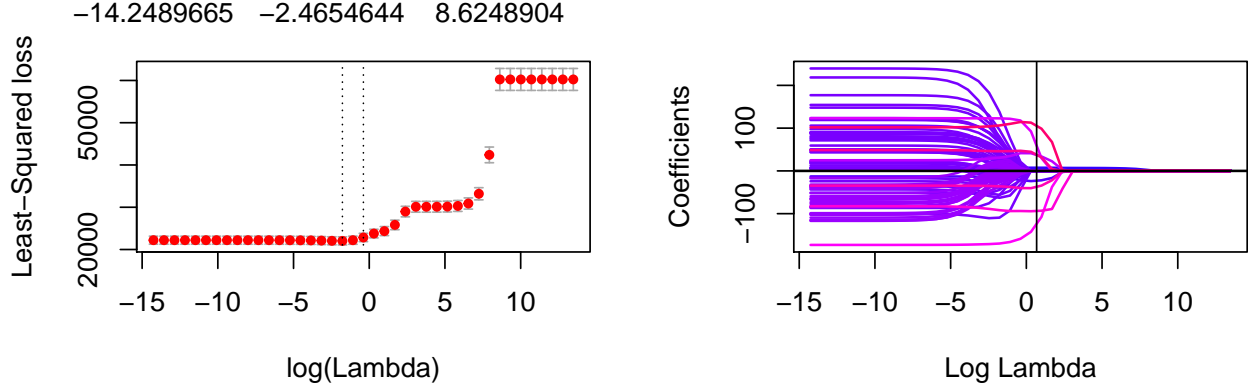 −14.2489665 −2.4654644 8.6248904
Least−Squared loss
20000 50000
−15 −10 −5 0 5 10
log(Lambda)
Coefficients
−100 100
−15 −10 −5 0 5 10
Log Lambda